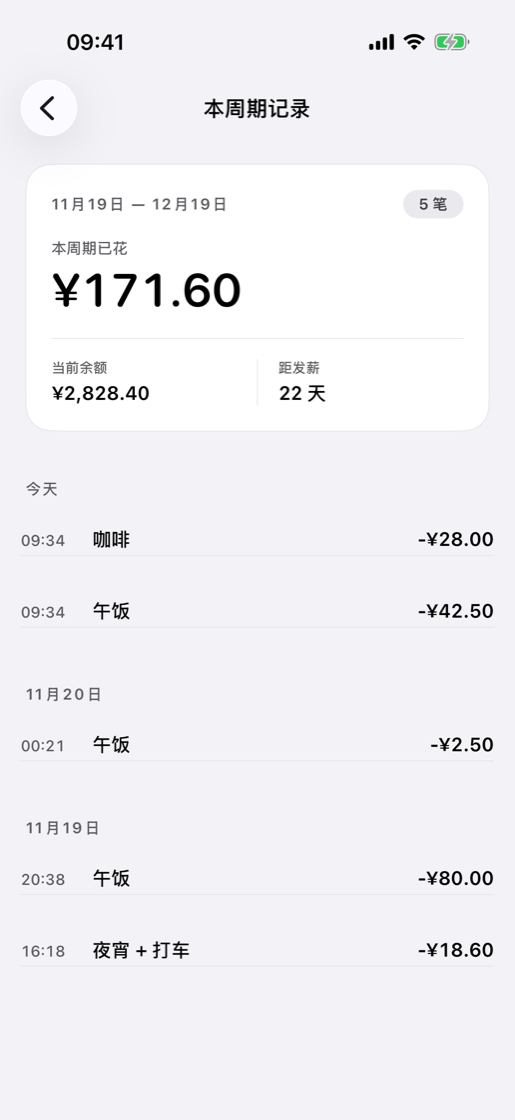 09:41
本周期记录
11月19日 — 12月19日
5 笔
本周期已花
¥171.60
当前余额
距发薪
¥2,828.40
22 天
今天
09:34 咖啡 -¥28.00
09:34 午饭 -¥42.50
11月20日
00:21 午饭 -¥2.50
11月19日
20:38 午饭 -¥80.00
16:18 夜宵 + 打车 -¥18.60